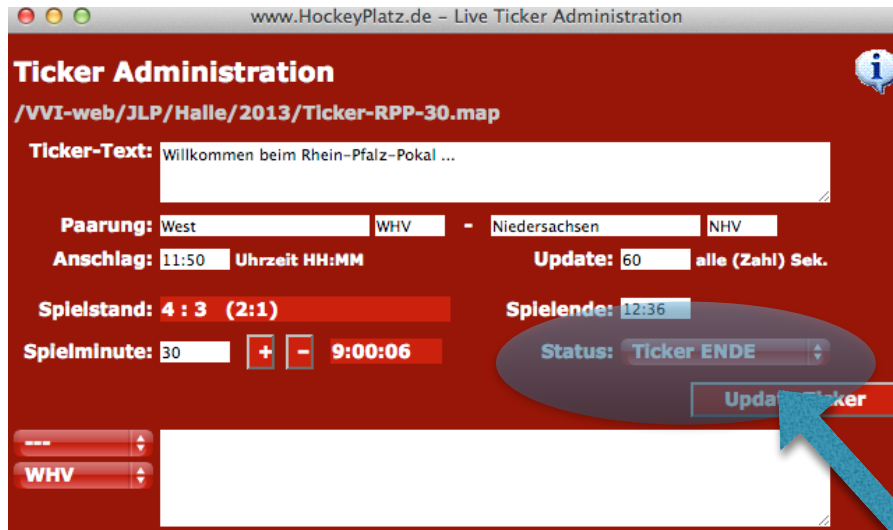 www.HockeyPlatz.de – Live Ticker Administration
Ticker Administration
i
/VVI-web/JLP/Halle/2013/Ticker-RPP-30.map
Ticker-Text: Willkommen beim Rhein-Pfalz-Pokal ...
Paarung: West WHV - Niedersachsen NHV
Anschlag: 11:50 Uhrzeit HH:MM Update: 60 alle (Zahl) Sek.
Spielstand: 4 : 3 (2:1) Spielende: 12:36
Spielminute: 30 + - 9:00:06 Status: Ticker ENDE
Update Ticker
---
WHV